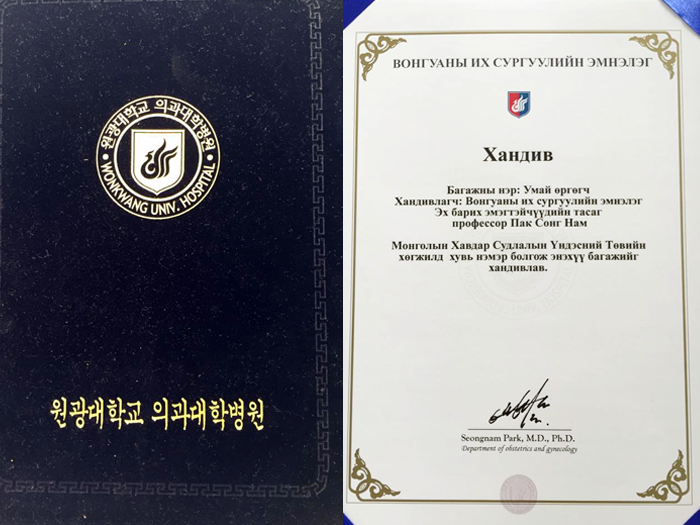 원광대학교 의과대학병원
· WONKWANG UNIV. HOSPITAL ·
원광대학교 의과대학병원
ВОНГУАНЫ ИХ СУРГУУЛИЙН ЭМНЭЛЭГ
Хандив
Багажны нэр: Умай өргөгч
Хандивлагч: Вонгуаны их сургуулийн эмнэлэг
Эх барих эмэгтэйчүүдийн тасаг
профессор Пак Сонг Нам
Монголын Хавдар Судлалын Үндэсний Төвийн
хөгжилд хувь нэмэр болгож энэхүү багажийг
хандивлав.
Seongnam Park, M.D., Ph.D.
Department of obstetrics and gynecology